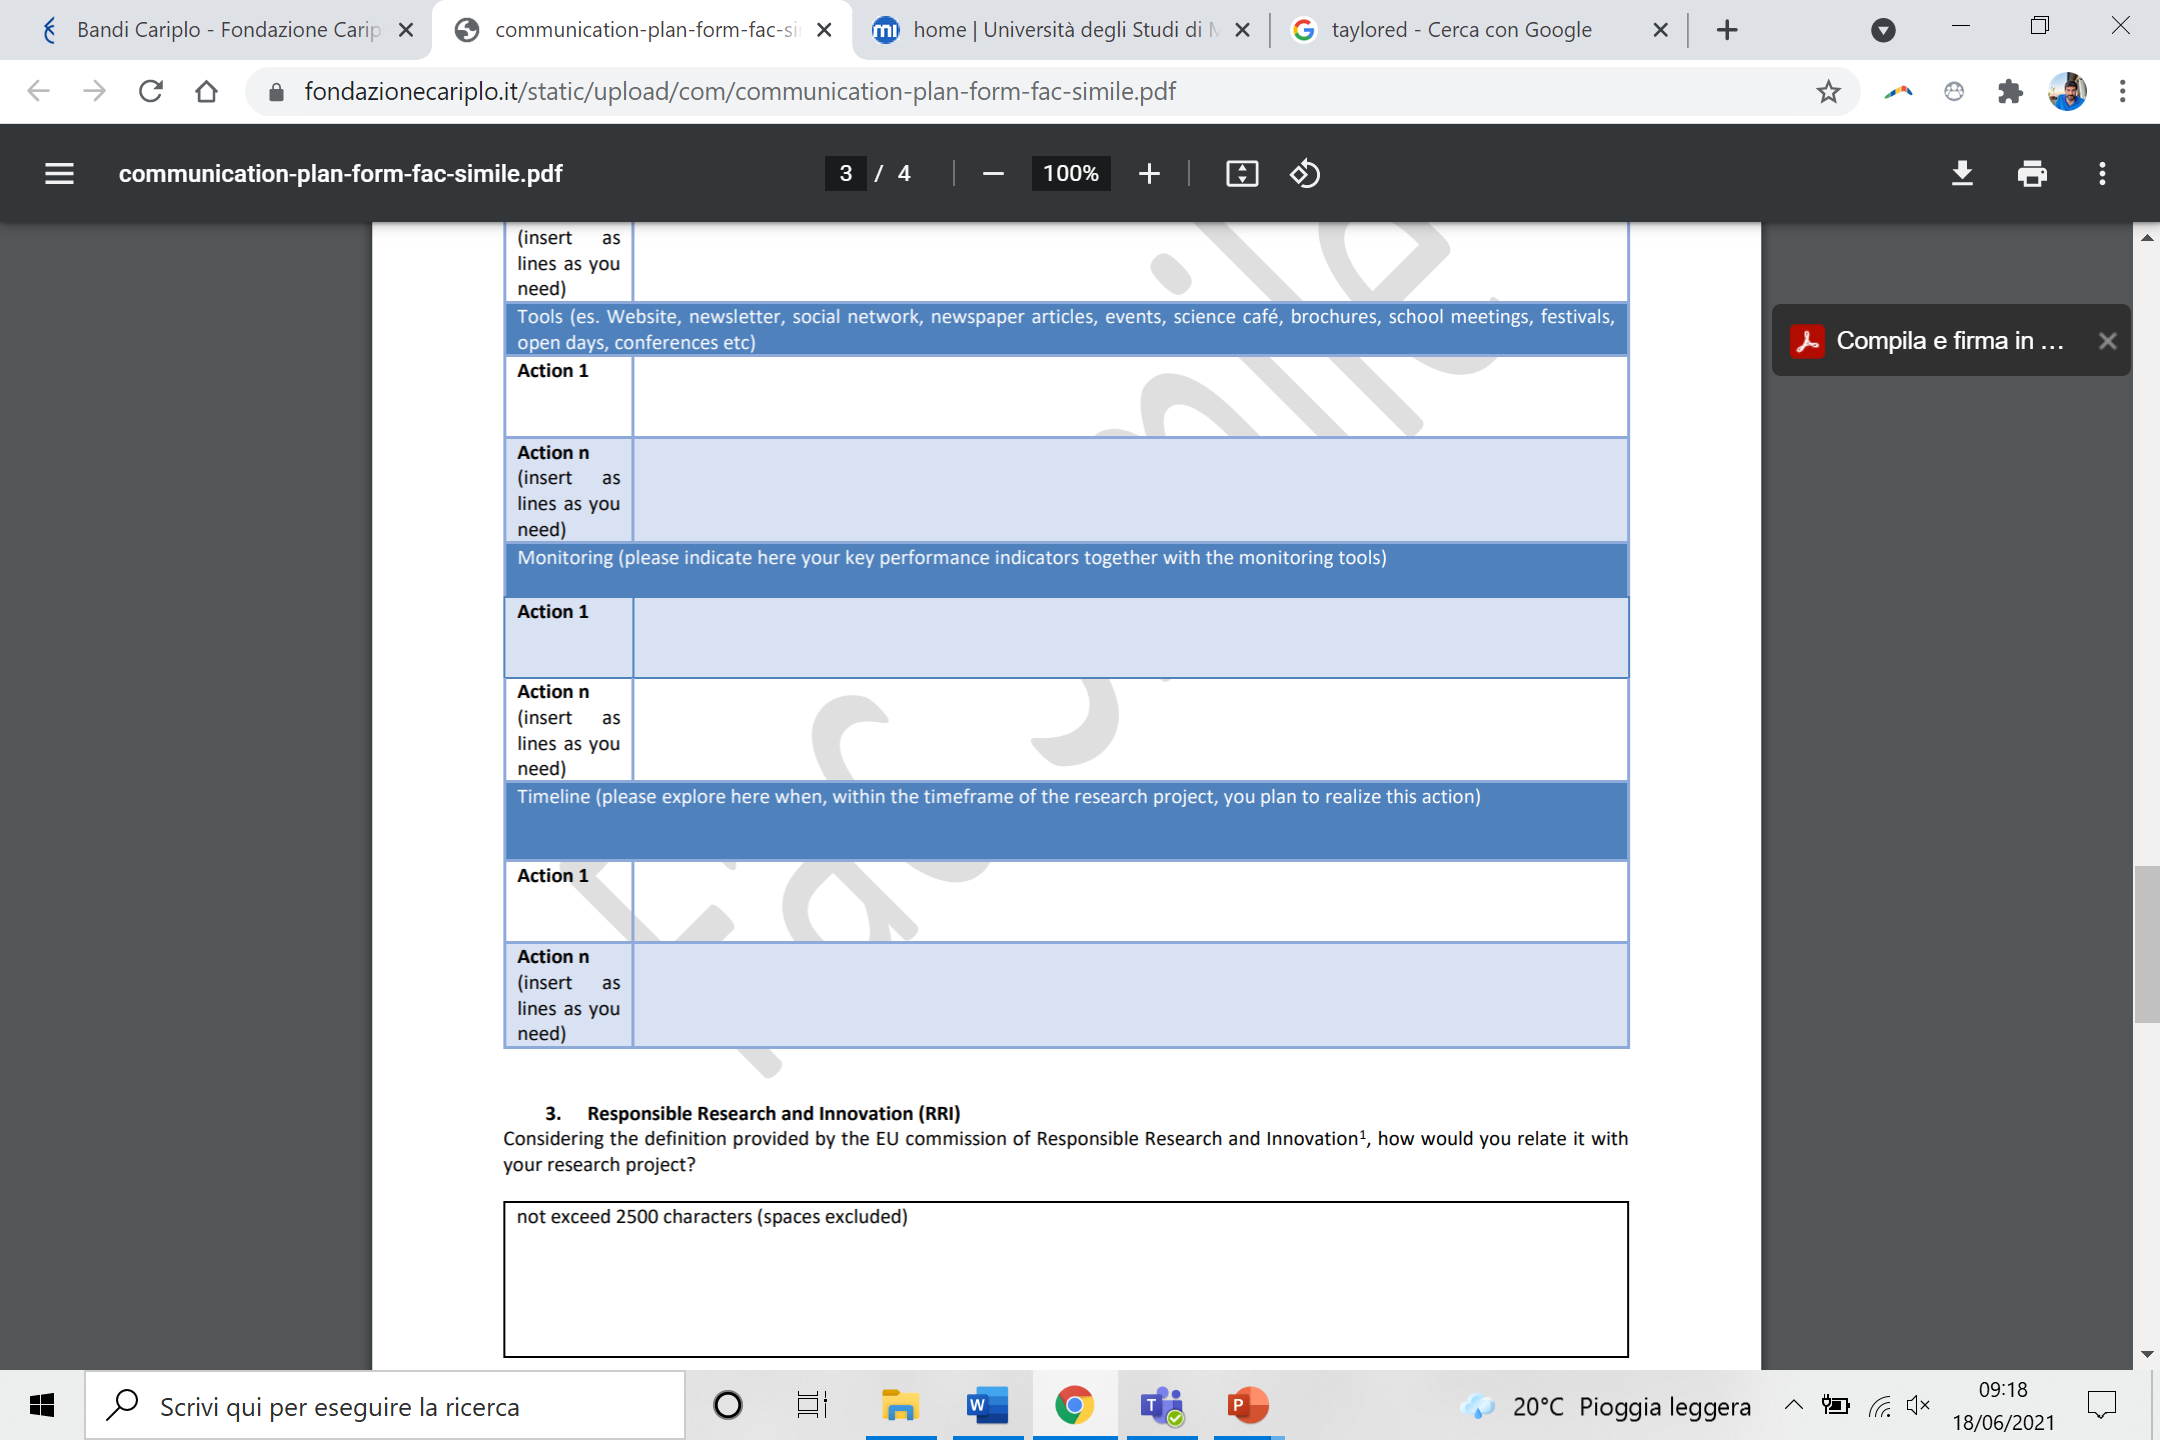 Bandi Cariplo - Fondazione Carip
communication-plan-form-fac-si
home | Università degli Studi di M
taylored - Cerca con Google
fondazionecariplo.it/static/upload/com/communication-plan-form-fac-simile.pdf
communication-plan-form-fac-simile.pdf
3 / 4
100%
Compila e firma in ...
(insert as
lines as you
need)
Tools (es. Website, newsletter, social network, newspaper articles, events, science café, brochures, school meetings, festivals,
open days, conferences etc)
Action 1
Action n
(insert as
lines as you
need)
Monitoring (please indicate here your key performance indicators together with the monitoring tools)
Action 1
Action n
(insert as
lines as you
need)
Timeline (please explore here when, within the timeframe of the research project, you plan to realize this action)
Action 1
Action n
(insert as
lines as you
need)
Fac simile
3. Responsible Research and Innovation (RRI)
Considering the definition provided by the EU commission of Responsible Research and Innovation¹, how would you relate it with
your research project?
not exceed 2500 characters (spaces excluded)
Scrivi qui per eseguire la ricerca
20°C Pioggia leggera
09:18
18/06/2021